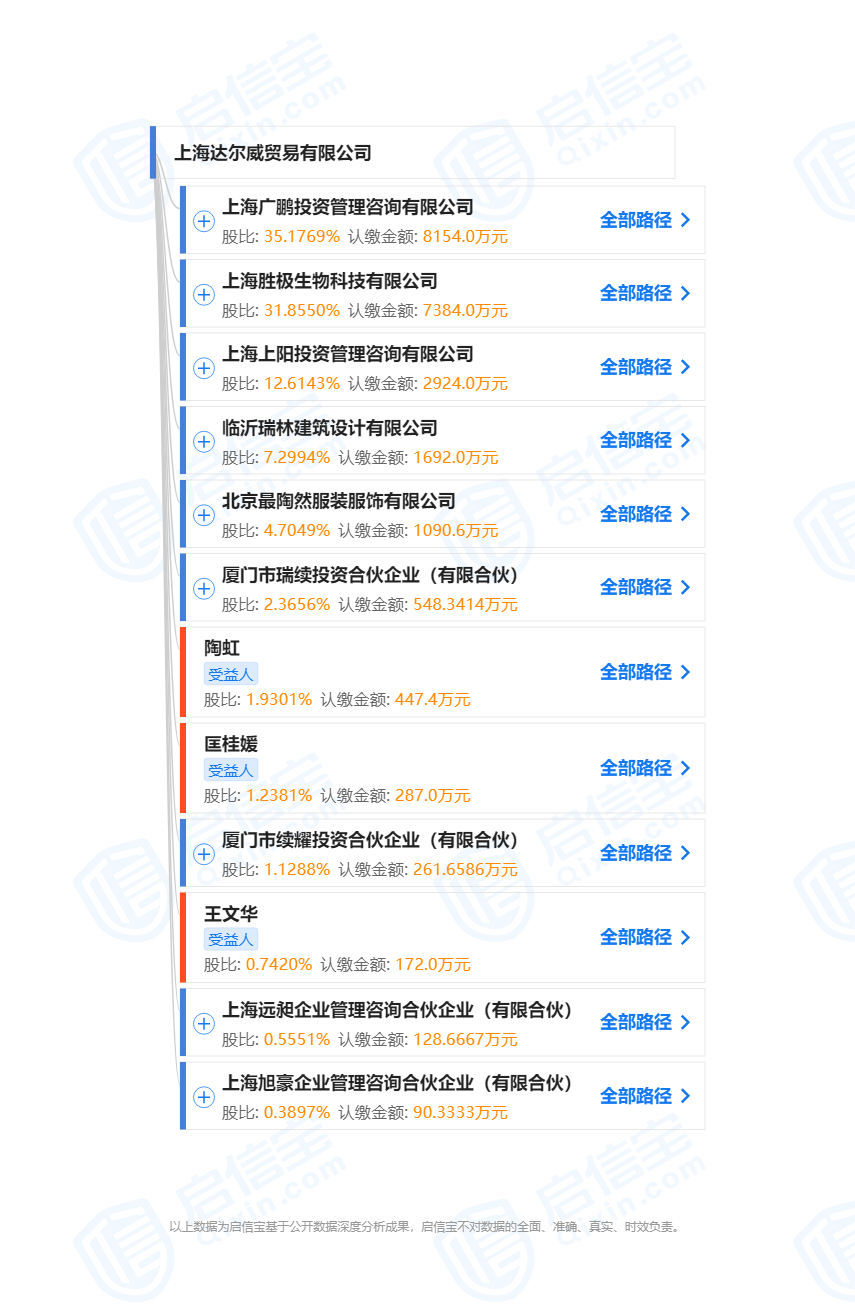 上海达尔威贸易有限公司
上海广鹏投资管理咨询有限公司
股比: 35.1769% 认缴金额: 8154.0万元
全部路径
上海胜极生物科技有限公司
股比: 31.8550% 认缴金额: 7384.0万元
全部路径
上海上阳投资管理咨询有限公司
股比: 12.6143% 认缴金额: 2924.0万元
全部路径
临沂瑞林建筑设计有限公司
股比: 7.2994% 认缴金额: 1692.0万元
全部路径
北京最陶然服装服饰有限公司
股比: 4.7049% 认缴金额: 1090.6万元
全部路径
厦门市瑞续投资合伙企业（有限合伙）
股比: 2.3656% 认缴金额: 548.3414万元
全部路径
陶虹
受益人
股比: 1.9301% 认缴金额: 447.4万元
全部路径
匡桂媛
受益人
股比: 1.2381% 认缴金额: 287.0万元
全部路径
厦门市续耀投资合伙企业（有限合伙）
股比: 1.1288% 认缴金额: 261.6586万元
全部路径
王文华
受益人
股比: 0.7420% 认缴金额: 172.0万元
全部路径
上海远昶企业管理咨询合伙企业（有限合伙）
股比: 0.5551% 认缴金额: 128.6667万元
全部路径
上海旭豪企业管理咨询合伙企业（有限合伙）
股比: 0.3897% 认缴金额: 90.3333万元
全部路径
以上数据为启信宝基于公开数据深度分析成果，启信宝不对数据的全面、准确、真实、时效负责。
启信宝
Qixin.com